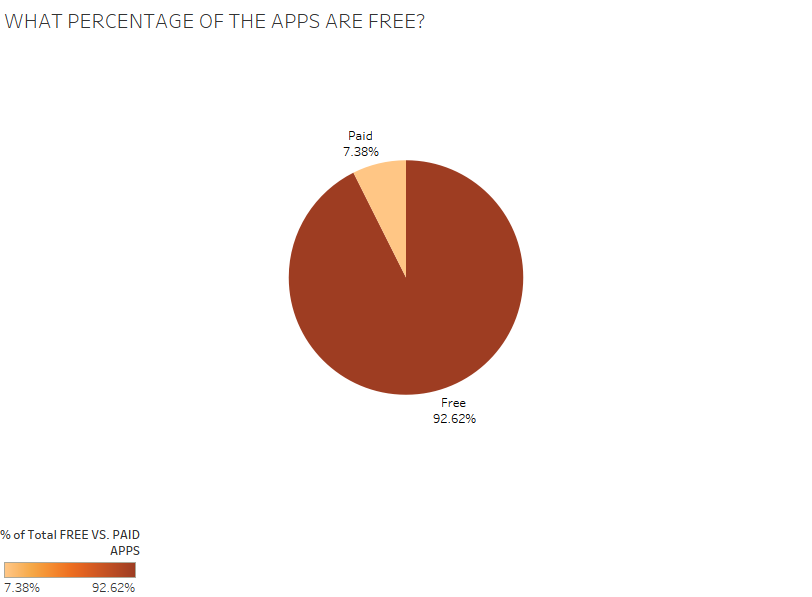 WHAT PERCENTAGE OF THE APPS ARE FREE?
Paid
7.38%
Free
92.62%
% of Total FREE VS. PAID
APPS
7.38% 92.62%